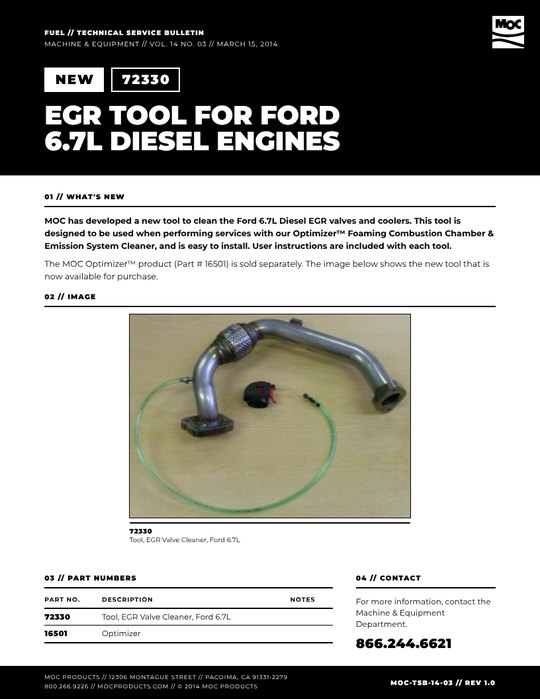 FUEL // TECHNICAL SERVICE BULLETIN
MACHINE & EQUIPMENT // VOL. 14 NO. 03 // MARCH 15, 2014
MOC
NEW
72330
EGR TOOL FOR FORD
6.7L DIESEL ENGINES
01 // WHAT'S NEW
MOC has developed a new tool to clean the Ford 6.7L Diesel EGR valves and coolers. This tool is
designed to be used when performing services with our Optimizer™ Foaming Combustion Chamber &
Emission System Cleaner, and is easy to install. User instructions are included with each tool.
The MOC Optimizer™ product (Part # 16501) is sold separately. The image below shows the new tool that is
now available for purchase.
02 // IMAGE
72330
Tool, EGR Valve Cleaner, Ford 6.7L
03 // PART NUMBERS
PART NO. DESCRIPTION NOTES
72330 Tool, EGR Valve Cleaner, Ford 6.7L
16501 Optimizer
04 // CONTACT
For more information, contact the
Machine & Equipment
Department.
866.244.6621
MOC PRODUCTS // 12306 MONTAGUE STREET // PACOIMA, CA 91331-2279
800.266.9226 // MOCPRODUCTS.COM // © 2014 MOC PRODUCTS
MOC-TSB-14-03 // REV 1.0